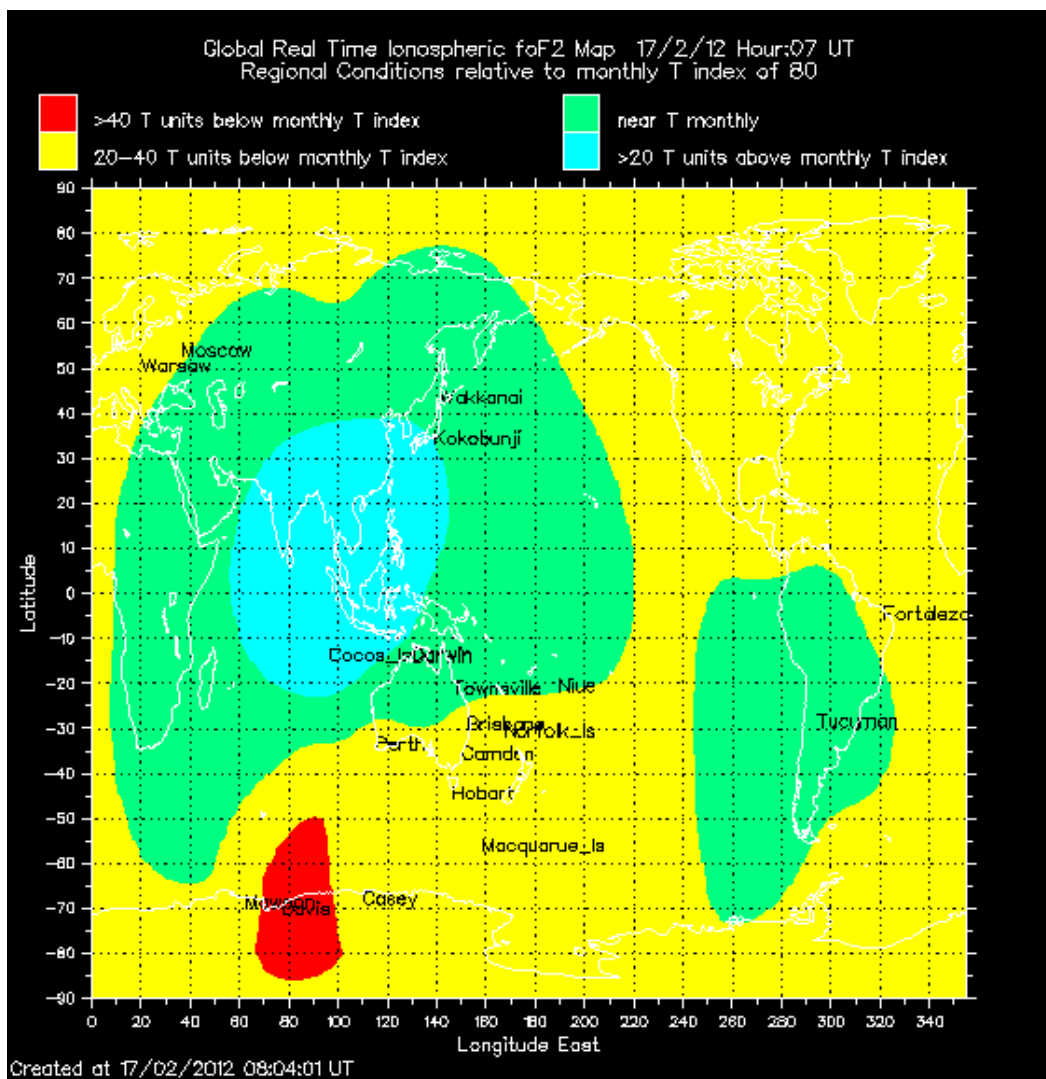 Global Real Time Ionospheric foF2 Map 17/2/12 Hour:07 UT
Regional Conditions relative to monthly T index of 80
>40 T units below monthly T index
near T monthly
20-40 T units below monthly T index
>20 T units above monthly T index
90
80
70
60
50
40
30
20
10
0
-10
-20
-30
-40
-50
-60
-70
-80
-90
Latitude
Moscow
Warsaw
Wakkanai
Kokobunji
Fortaleza
Cocos_Is
Darwin
Townsville
Niue
Brisbane
Norfolk_Is
Tucuman
Perth
Camden
Hobart
Macquarue_Is
Mawson
Davis
Casey
0 20 40 60 80 100 120 140 160 180 200 220 240 260 280 300 320 340
Longitude East
Created at 17/02/2012 08:04:01 UT